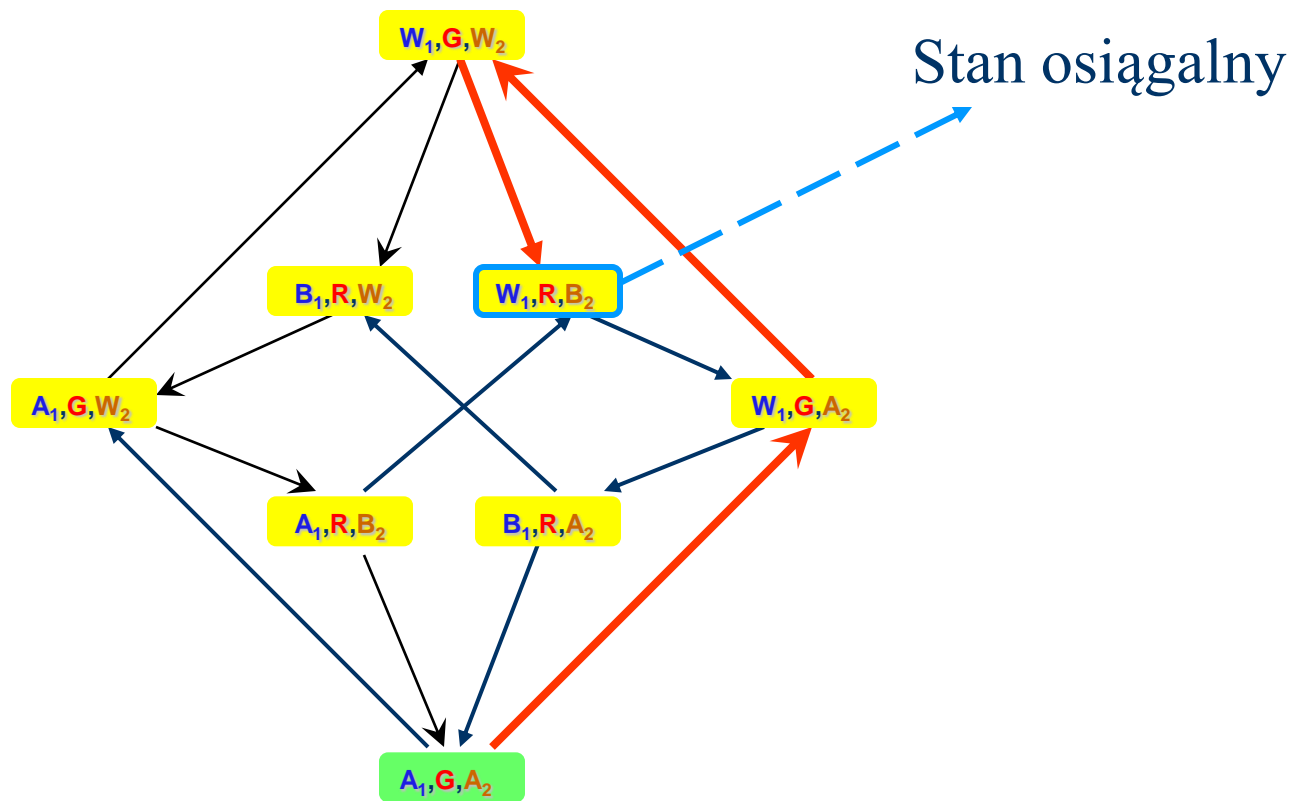 W₁,G,W₂
Stan osiągalny
B₁,R,W₂
W₁,R,B₂
A₁,G,W₂
W₁,G,A₂
A₁,R,B₂
B₁,R,A₂
A₁,G,A₂